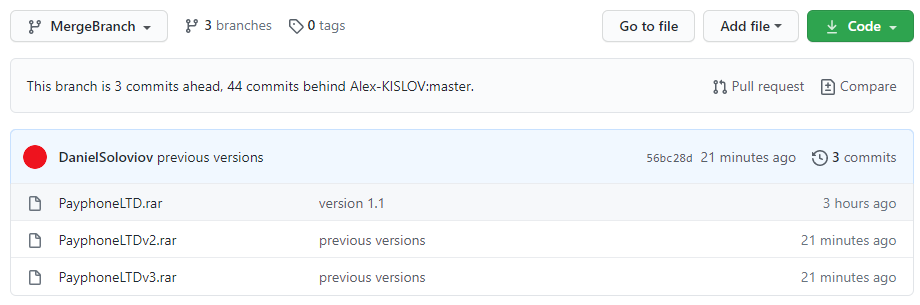 MergeBranch 3 branches 0 tags Go to file Add file Code
This branch is 3 commits ahead, 44 commits behind Alex-KISLOV:master. Pull request Compare
DanielSoloviov previous versions 56bc28d 21 minutes ago 3 commits
PayphoneLTD.rar version 1.1 3 hours ago
PayphoneLTDv2.rar previous versions 21 minutes ago
PayphoneLTDv3.rar previous versions 21 minutes ago